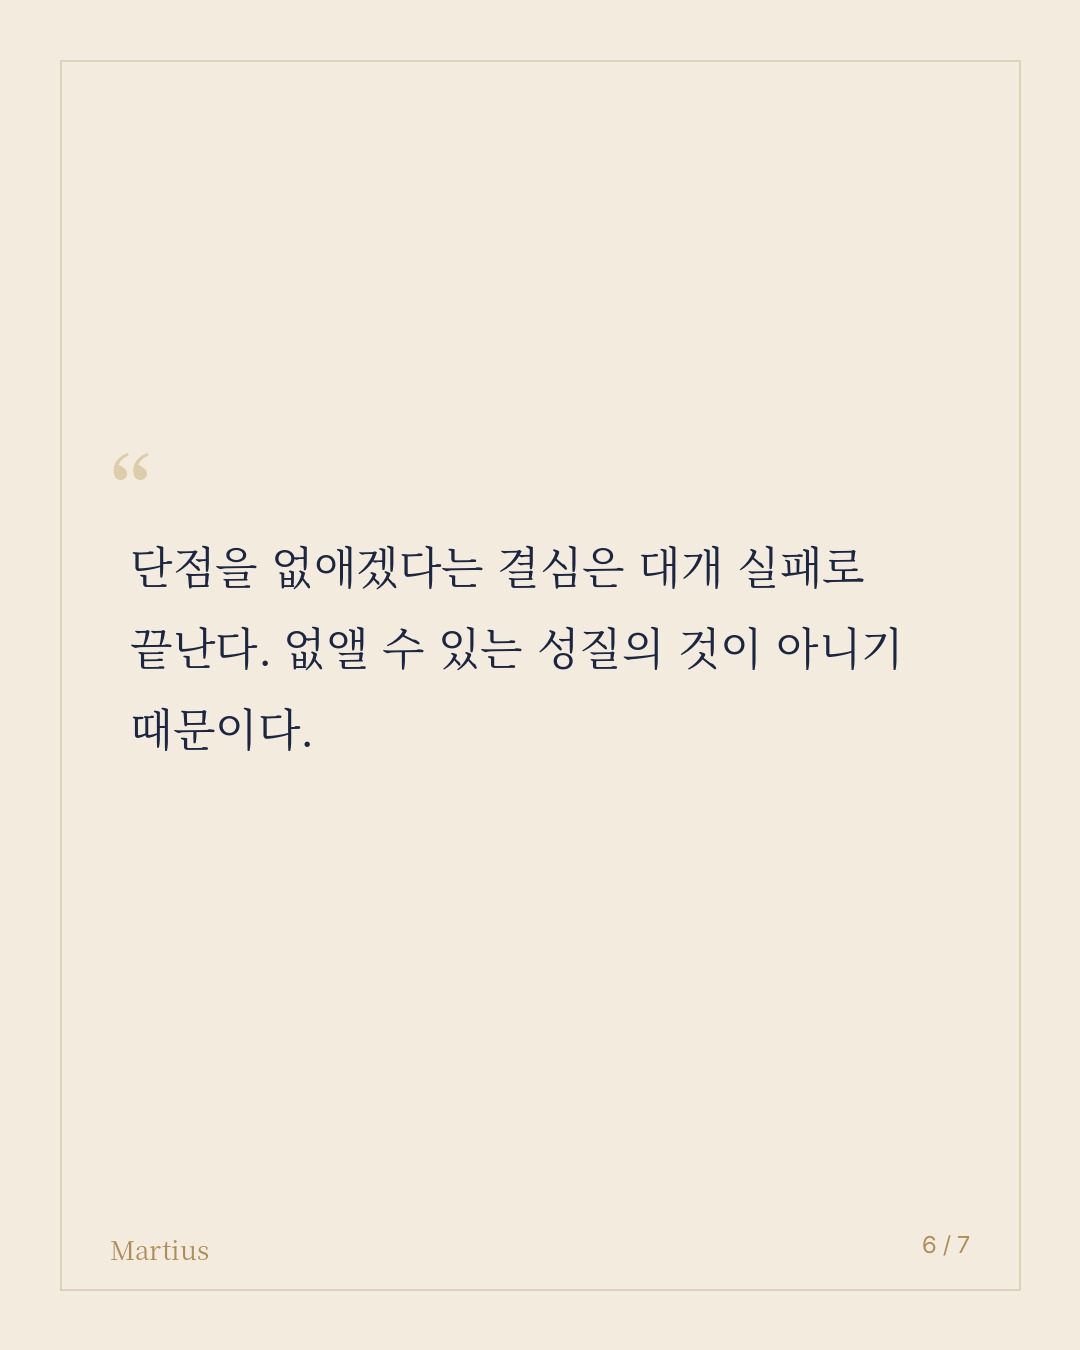 “
단점을 없애겠다는 결심은 대개 실패로
끝난다. 없앨 수 있는 성질의 것이 아니기
때문이다.
Martius
6 / 7